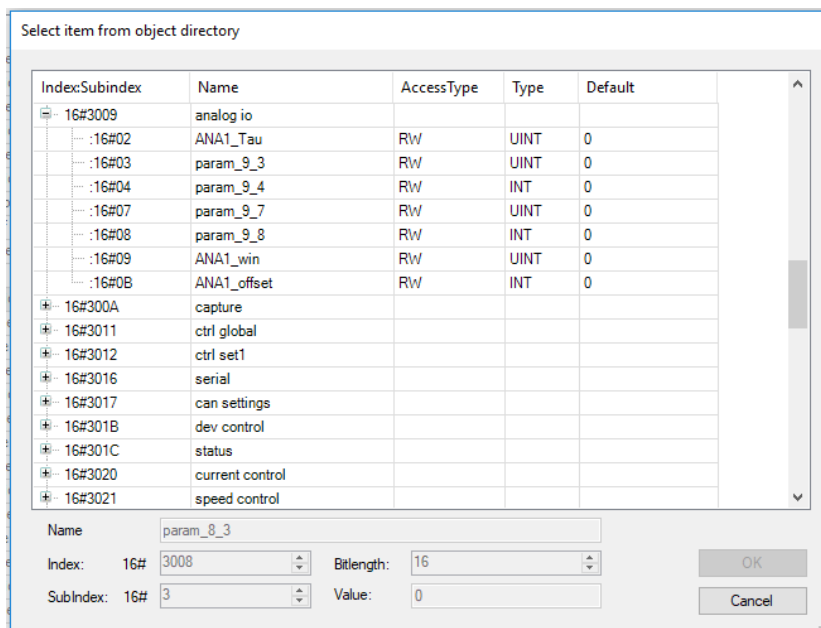 Select item from object directory
Index:Subindex Name AccessType Type Default
16#3009 analog io
:16#02 ANA1_Tau RW UINT 0
:16#03 param_9_3 RW UINT 0
:16#04 param_9_4 RW INT 0
:16#07 param_9_7 RW UINT 0
:16#08 param_9_8 RW INT 0
:16#09 ANA1_win RW UINT 0
:16#0B ANA1_offset RW INT 0
16#300A capture
16#3011 ctrl global
16#3012 ctrl set1
16#3016 serial
16#3017 can settings
16#301B dev control
16#301C status
16#3020 current control
16#3021 speed control
Name param_8_3
Index: 16# 3008 Bitlength: 16 OK
SubIndex: 16# 3 Value: 0 Cancel